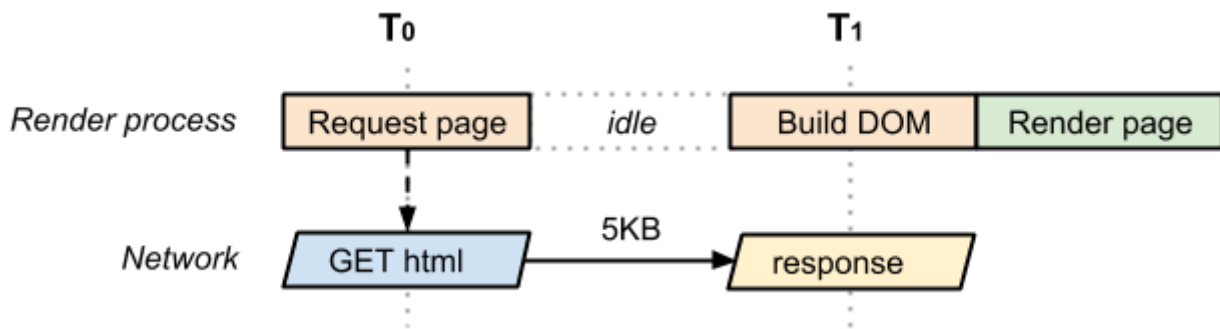 T0 T1
Render process Request page idle Build DOM Render page
5KB
Network GET html response